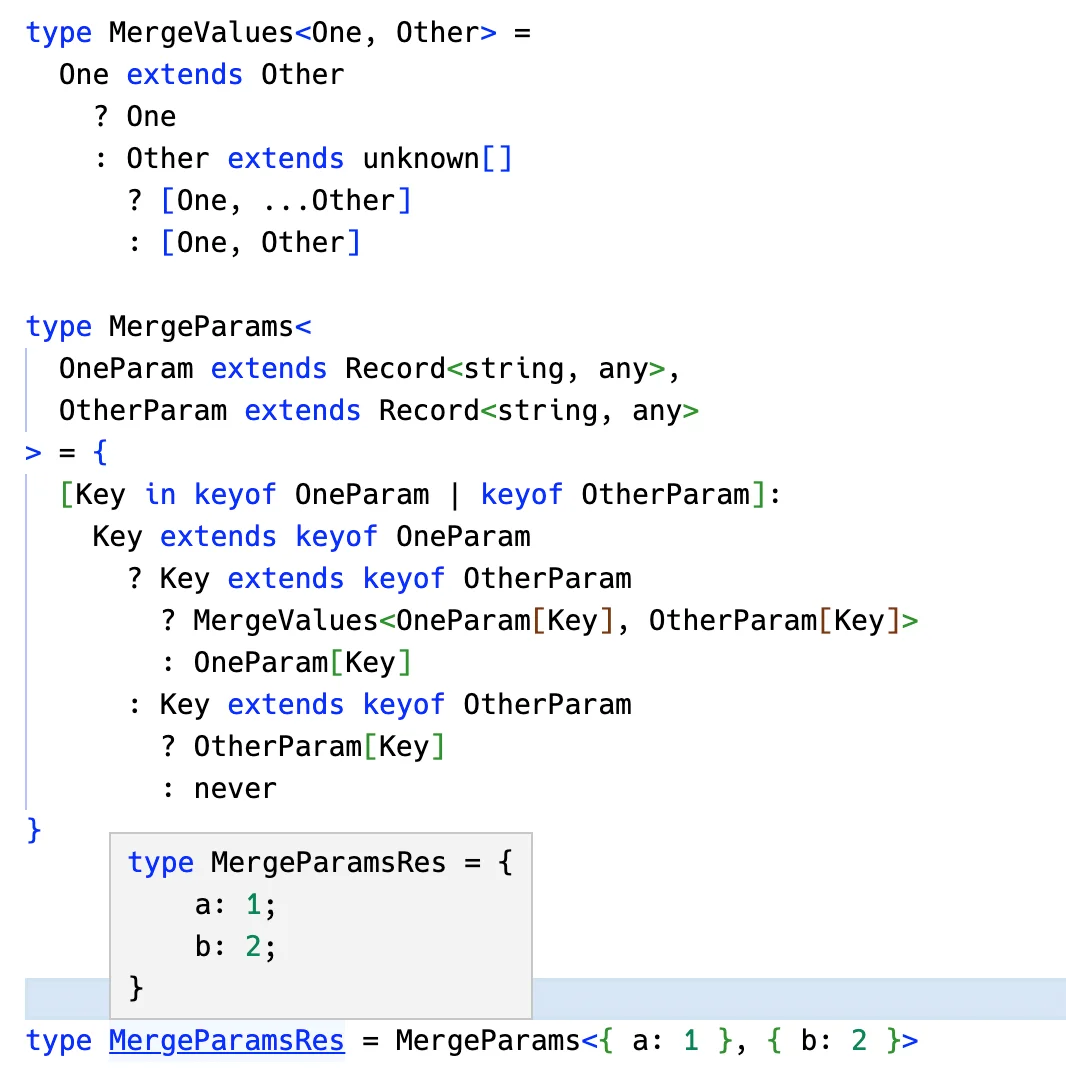 type MergeValues<One, Other> =
  One extends Other
    ? One
    : Other extends unknown[]
      ? [One, ...Other]
      : [One, Other]

type MergeParams<
  OneParam extends Record<string, any>,
  OtherParam extends Record<string, any>
> = {
  [Key in keyof OneParam | keyof OtherParam]:
    Key extends keyof OneParam
      ? Key extends keyof OtherParam
        ? MergeValues<OneParam[Key], OtherParam[Key]>
        : OneParam[Key]
      : Key extends keyof OtherParam
        ? OtherParam[Key]
        : never
}
type MergeParamsRes = {
    a: 1;
    b: 2;
}
type MergeParamsRes = MergeParams<{ a: 1 }, { b: 2 }>